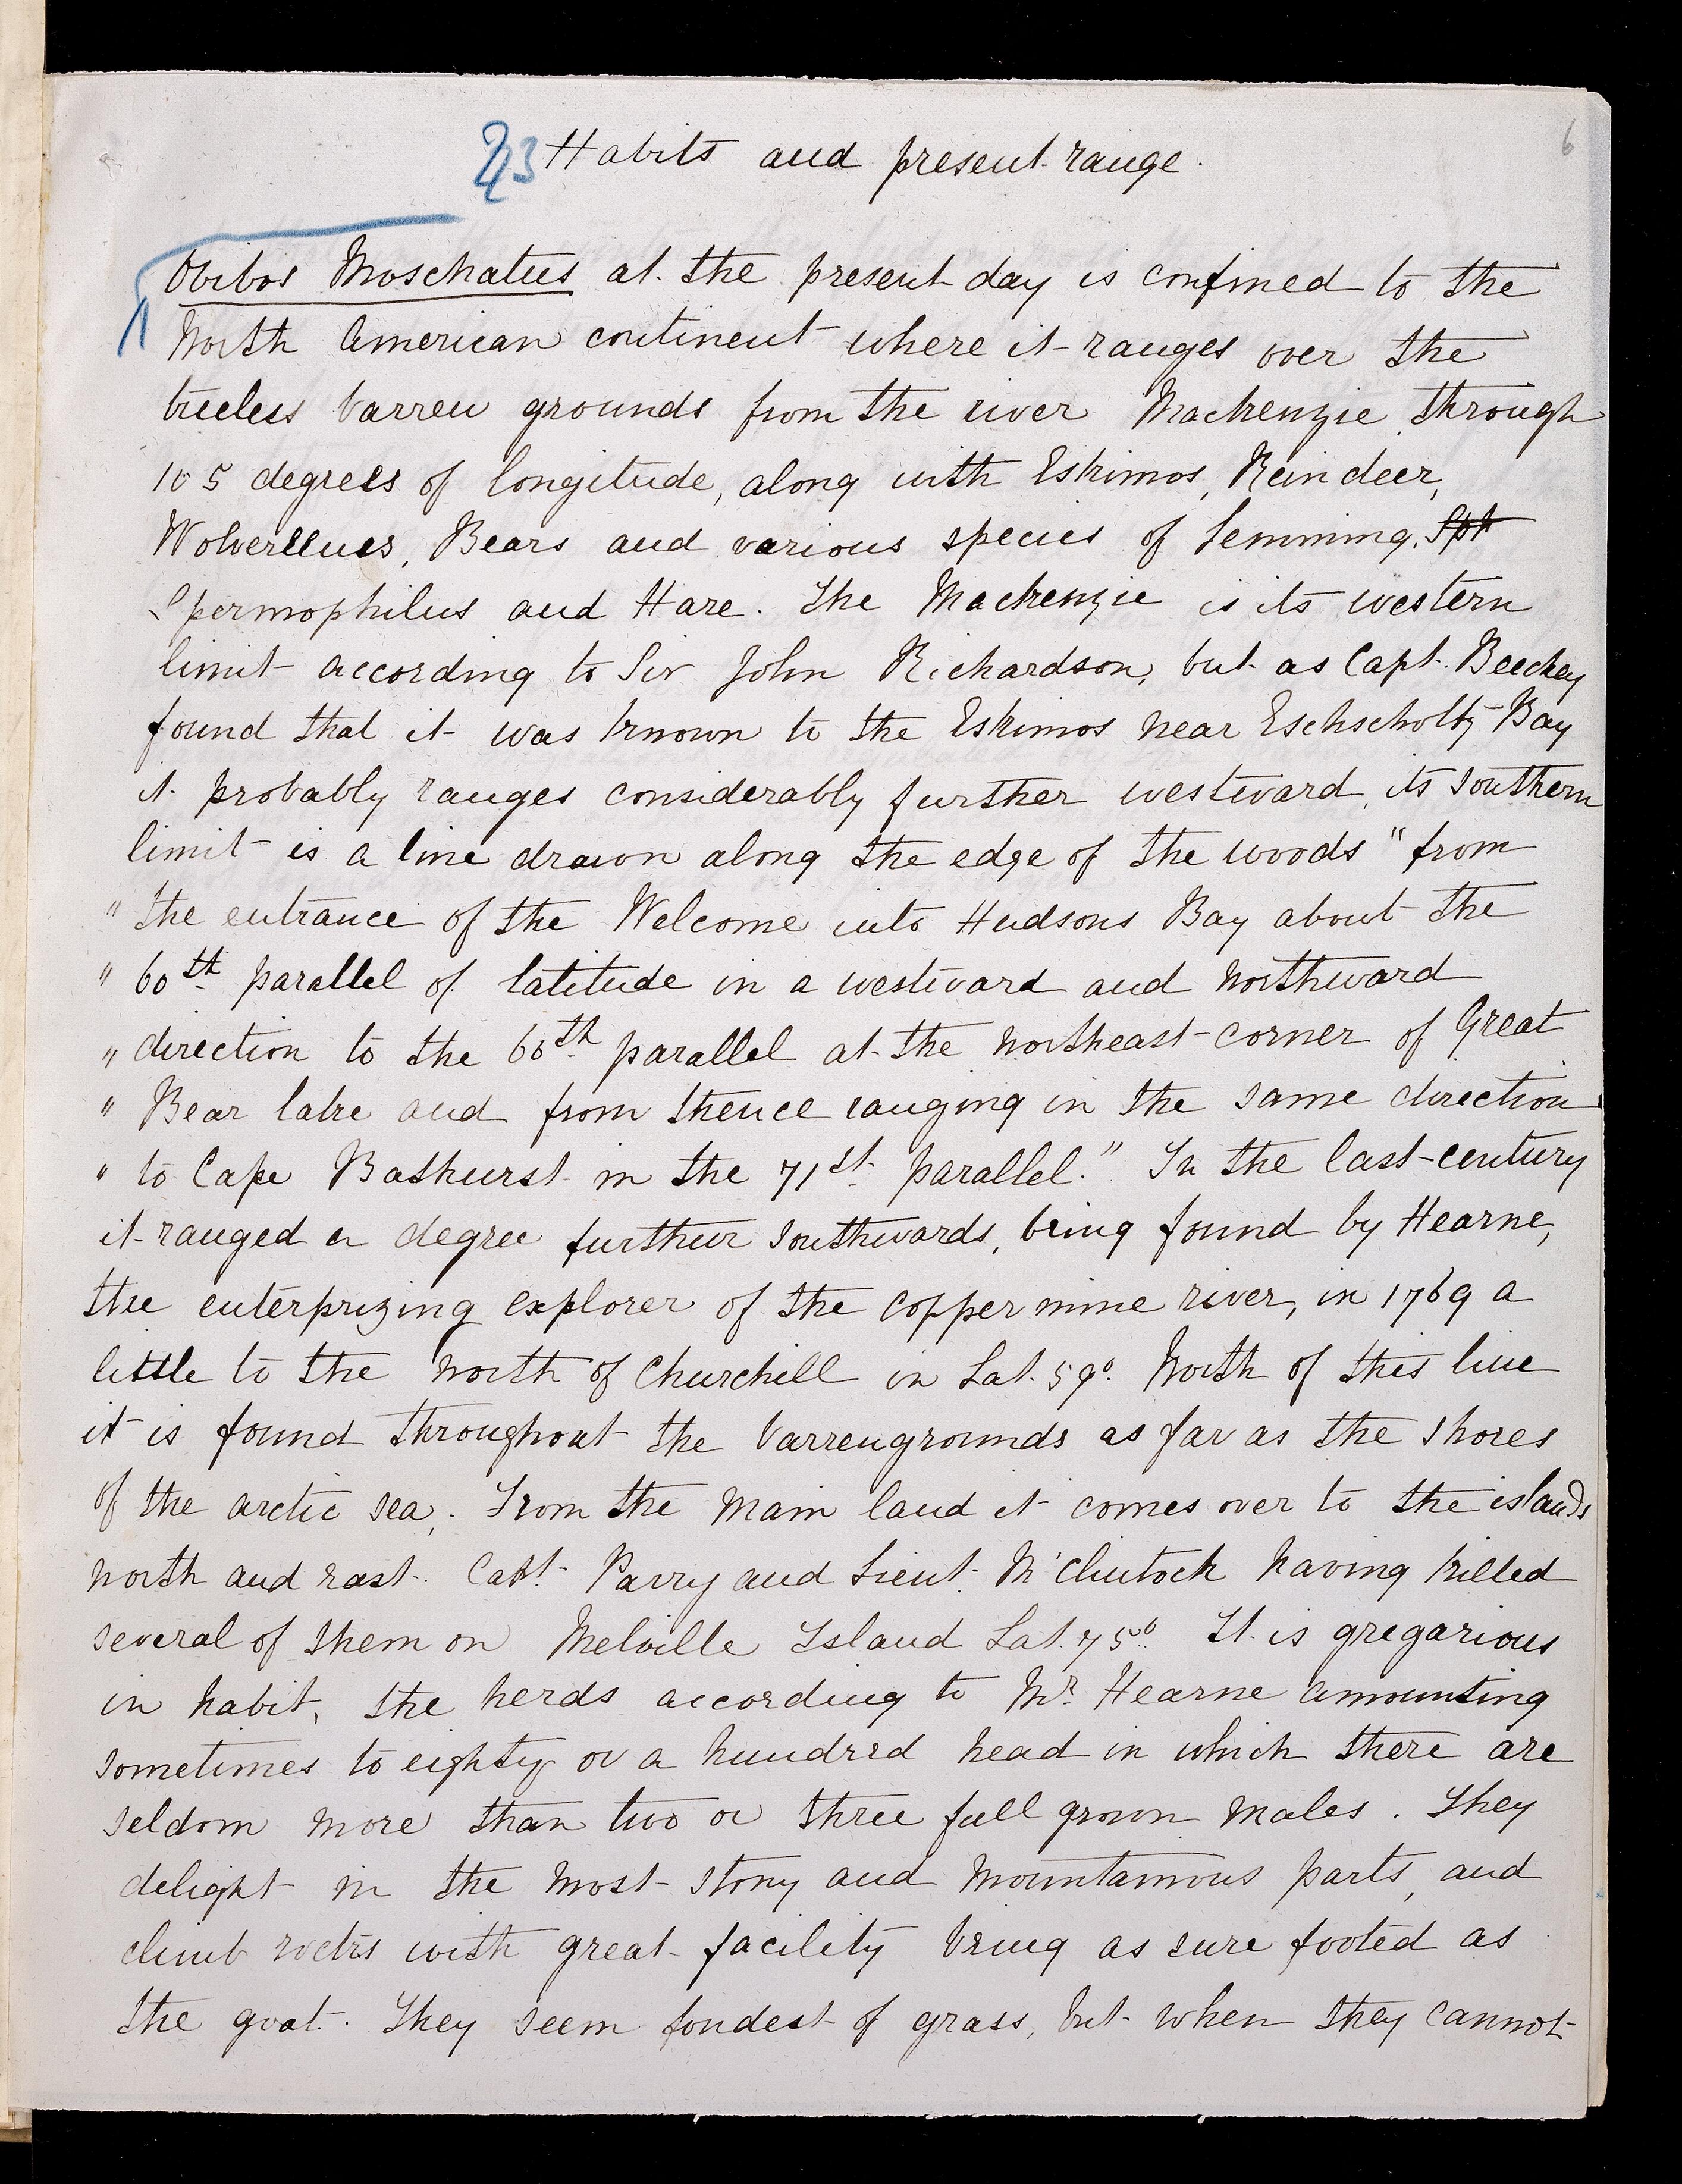 6
23 Habits and present range.
Ovibos Moschatus at the present day is confined to the
North American continent where it ranges over the
treeless barren grounds from the river Mackenzie through
105 degrees of longitude, along with Eskimos, Reindeer,
Wolverenes, Bears and various species of Lemming, Sph
Spermophilus and Hare. The Mackenzie is its western
limit according to Sir John Richardson, but as Capt. Beechey
found that it was known to the Eskimos near Eschscholtz Bay
it probably ranges considerably further westward, its southern
limit is a line drawn along the edge of the woods "from
" the entrance of the Welcome into Hudsons Bay about the
" 60th parallel of latitude in a westward and northward
" direction to the 66th parallel at the northeast corner of Great
" Bear lake and from thence ranging in the same direction
" to Cape Bathurst in the 71st parallel." In the last century
it ranged a degree further southwards, being found by Hearne,
the enterprizing explorer of the copper mine river, in 1769 a
little to the north of Churchill in Lat. 59°. North of this line
it is found throughout the barrengrounds as far as the shores
of the arctic sea. From the main land it comes over to the islands
north and east. Capt. Parry and Lieut. M'Clintock having killed
several of them on Melville Island Lat. 75° It is gregarious
in habit, the herds according to Mr. Hearne amounting
sometimes to eighty or a hundred head in which there are
seldom more than two or three full grown males. They
delight in the most stony and mountainous parts, and
climb rocks with great facility being as sure footed as
the goat. They seem fondest of grass, but when they cannot